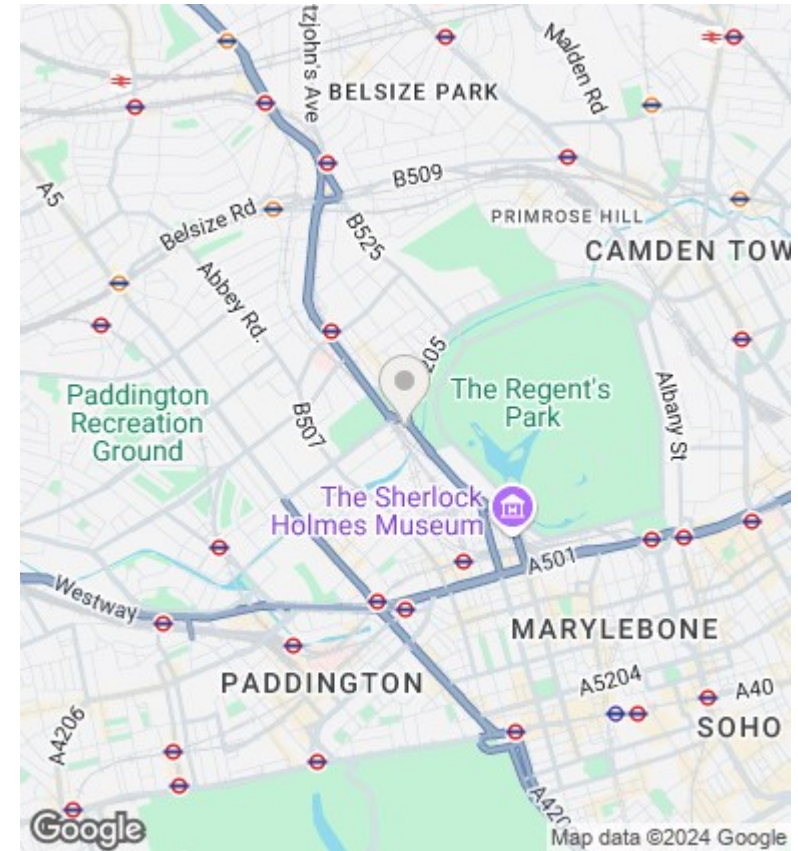 tzjohn's Ave
Malden Rd
BELSIZE PARK
A5
B509
Belsize Rd
B525
PRIMROSE HILL
CAMDEN TOW
Abbey Rd.
205
Paddington
Recreation
Ground
B507
The Regent's
Park
Albany St
The Sherlock
Holmes Museum
A501
Westway
MARYLEBONE
PADDINGTON
A5204
A40
A4206
SOHO
A420
Google
Map data ©2024 Google